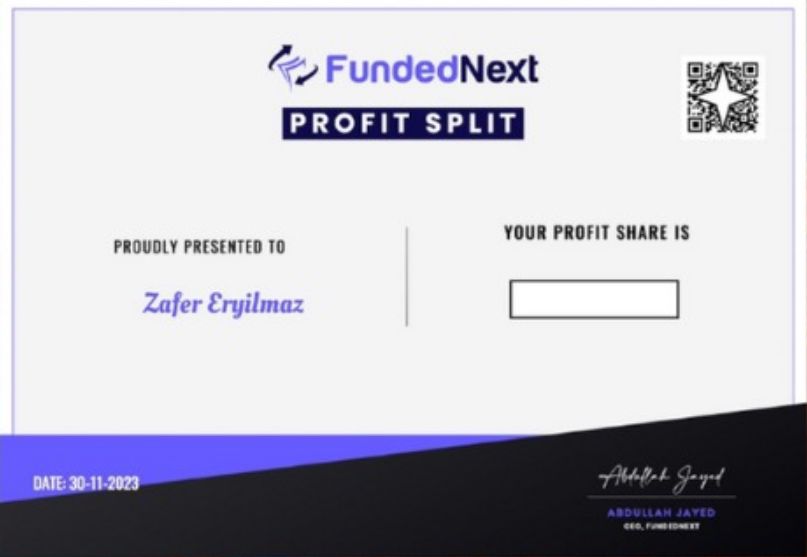 FundedNext
PROFIT SPLIT
PROUDLY PRESENTED TO
Zafer Eryilmaz
YOUR PROFIT SHARE IS
DATE: 30-11-2023
Abdullah Jayed
ABDULLAH JAYED
CEO, FUNDEDNEXT